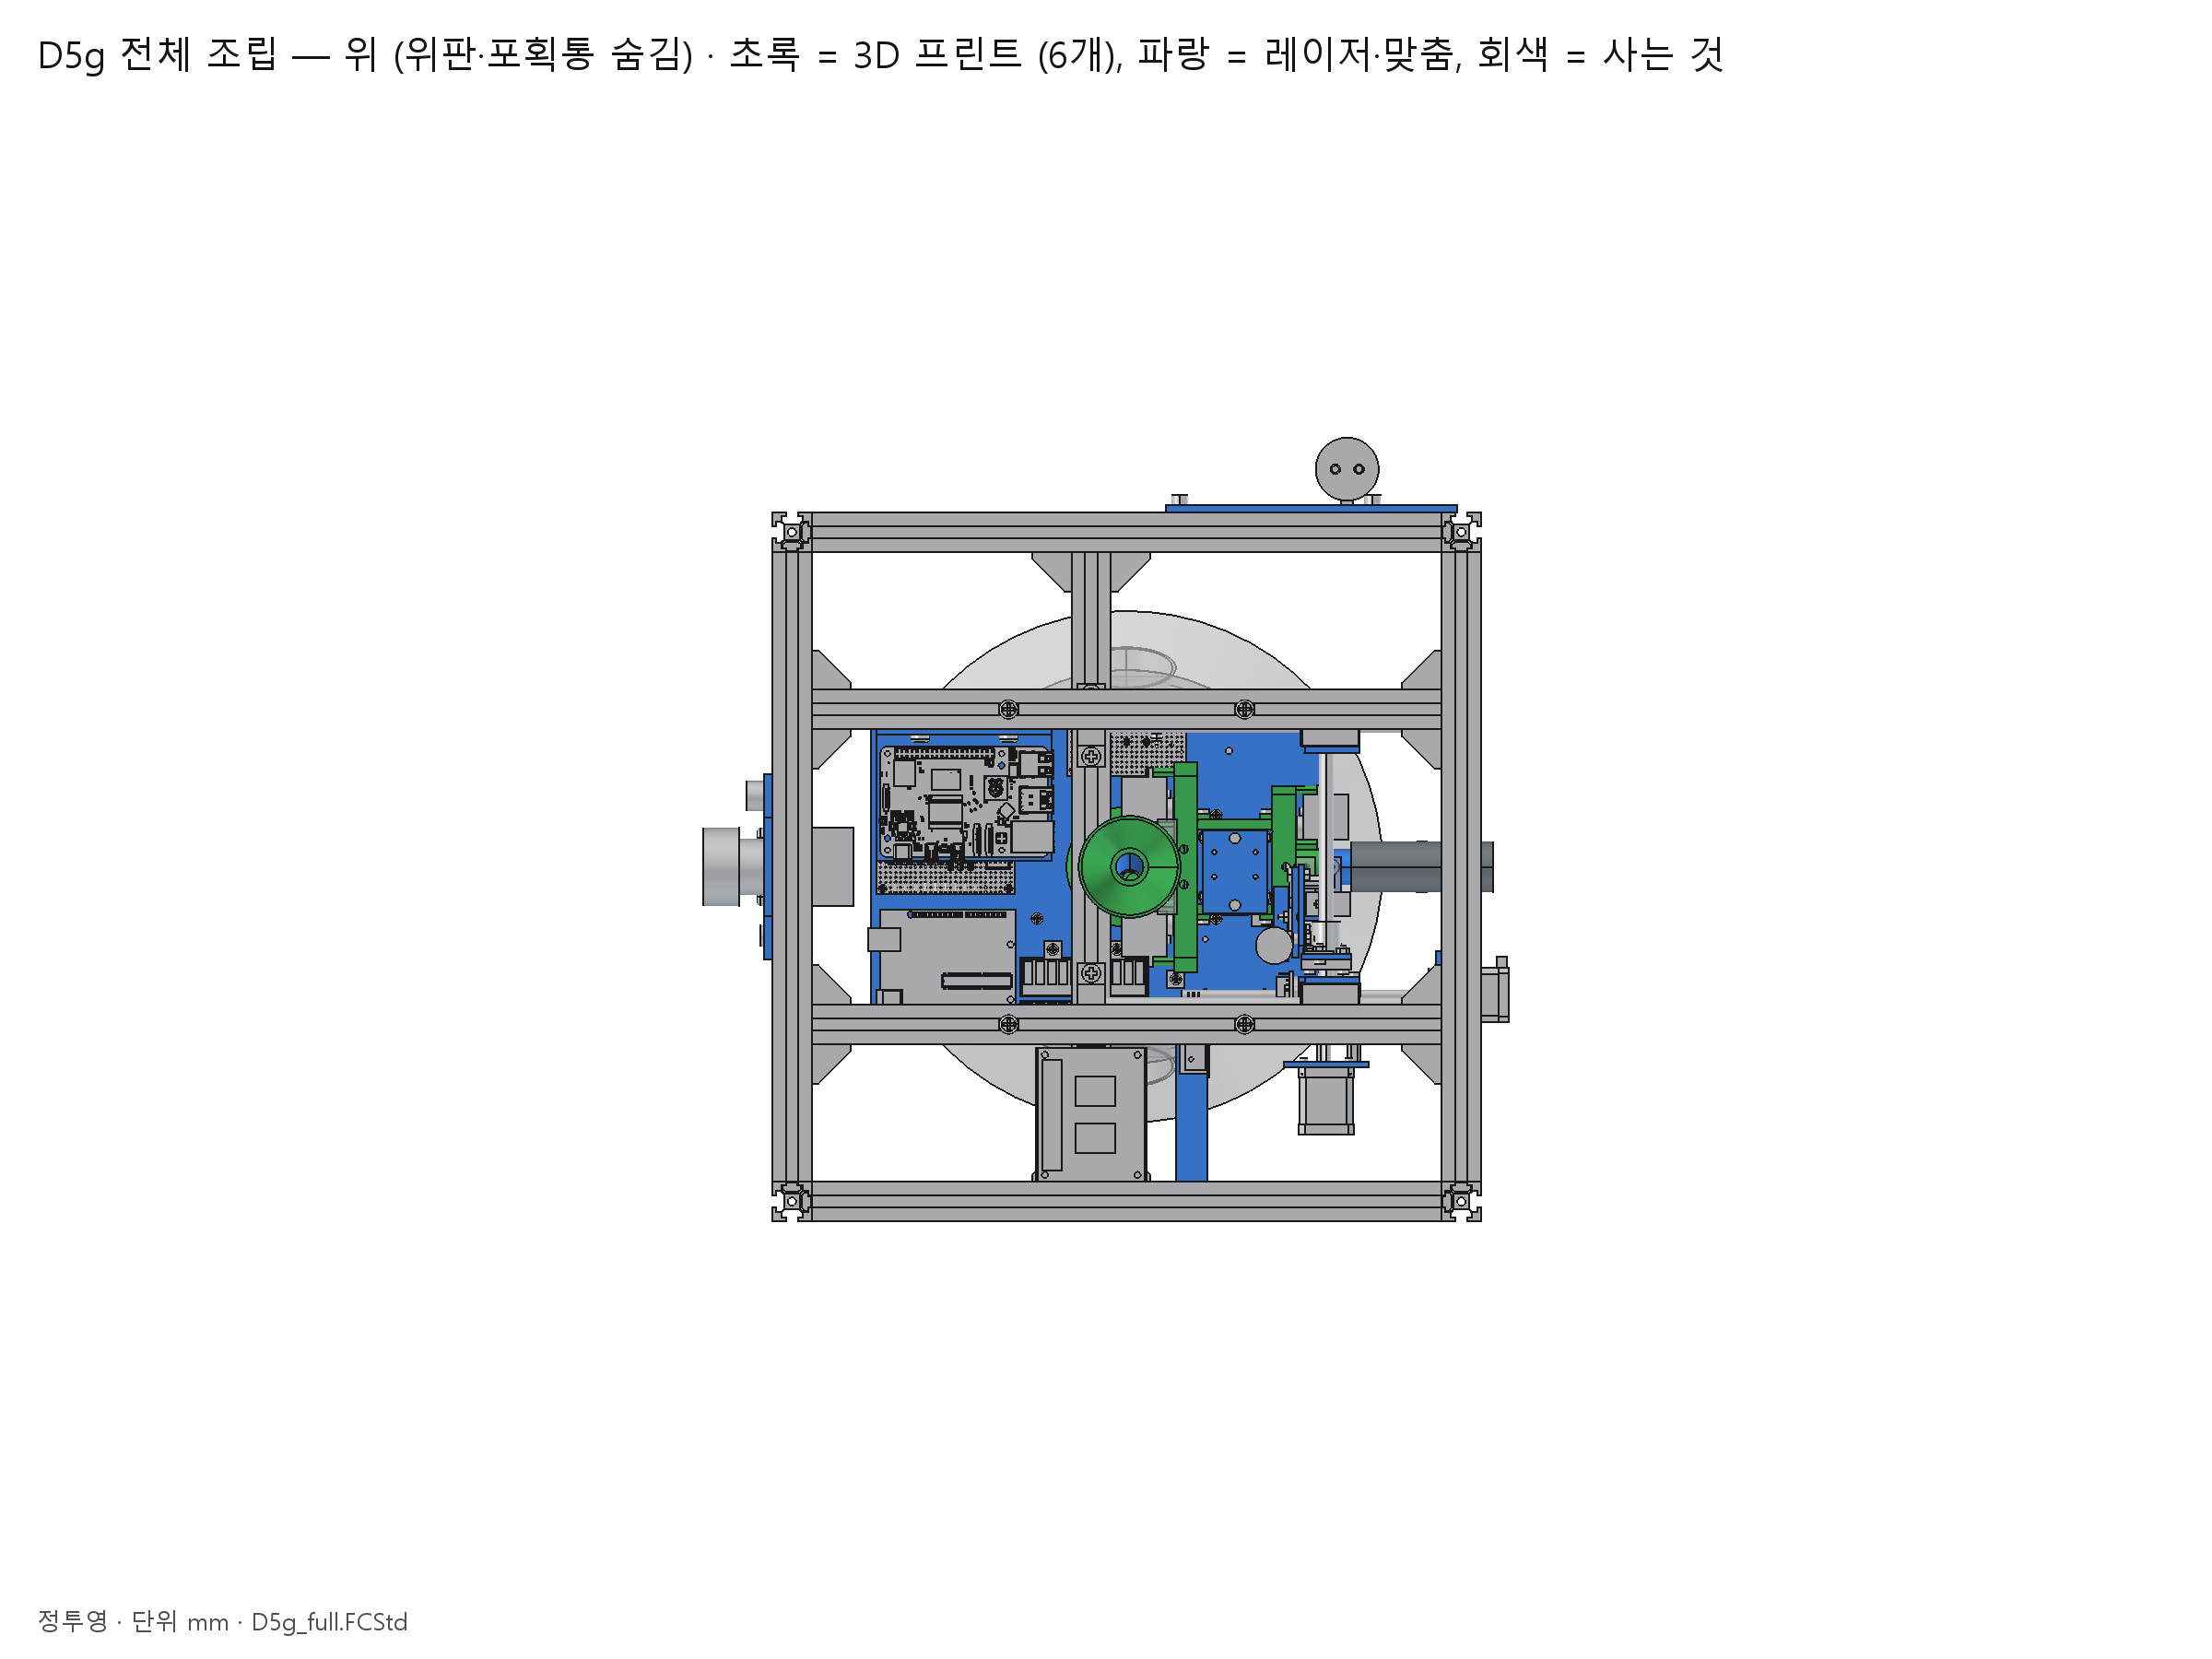 D5g 전체 조립 — 위 (위판·포획통 숨김) · 초록 = 3D 프린트 (6개), 파랑 = 레이저·맞춤, 회색 = 사는 것
정투영 · 단위 mm · D5g_full.FCStd